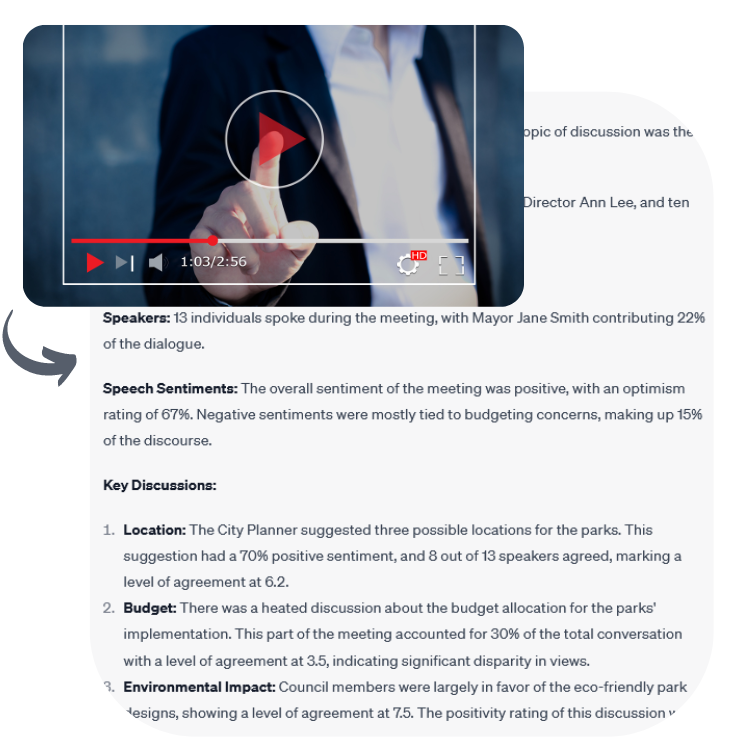 opic of discussion was the
Director Ann Lee, and ten
HD
1:03/2:56
Speakers: 13 individuals spoke during the meeting, with Mayor Jane Smith contributing 22%
of the dialogue.
Speech Sentiments: The overall sentiment of the meeting was positive, with an optimism
rating of 67%. Negative sentiments were mostly tied to budgeting concerns, making up 15%
of the discourse.
Key Discussions:
1. Location: The City Planner suggested three possible locations for the parks. This
suggestion had a 70% positive sentiment, and 8 out of 13 speakers agreed, marking a
level of agreement at 6.2.
2. Budget: There was a heated discussion about the budget allocation for the parks'
implementation. This part of the meeting accounted for 30% of the total conversation
with a level of agreement at 3.5, indicating significant disparity in views.
3. Environmental Impact: Council members were largely in favor of the eco-friendly park
designs, showing a level of agreement at 7.5. The positivity rating of this discussion